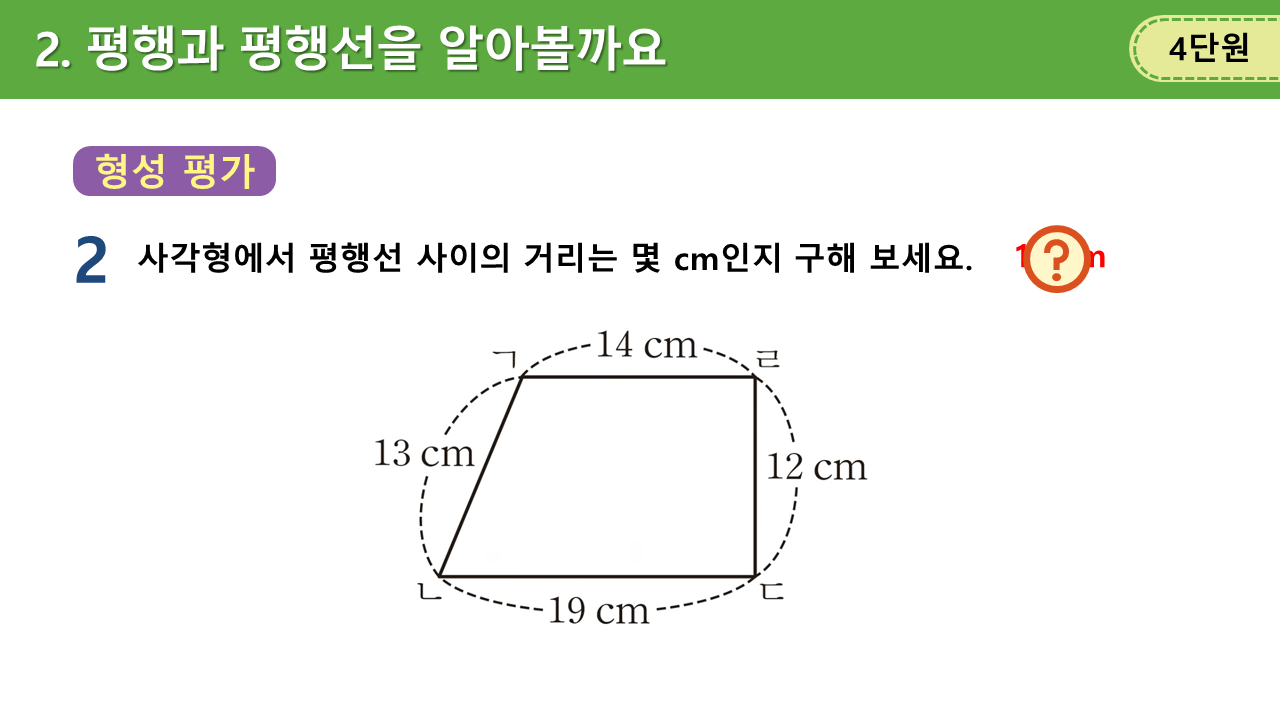 2. 평행과 평행선을 알아볼까요
4단원
형성 평가
2 사각형에서 평행선 사이의 거리는 몇 cm인지 구해 보세요. ?
14 cm
ㄱ ㄹ
13 cm
12 cm
ㄴ ㄷ
19 cm